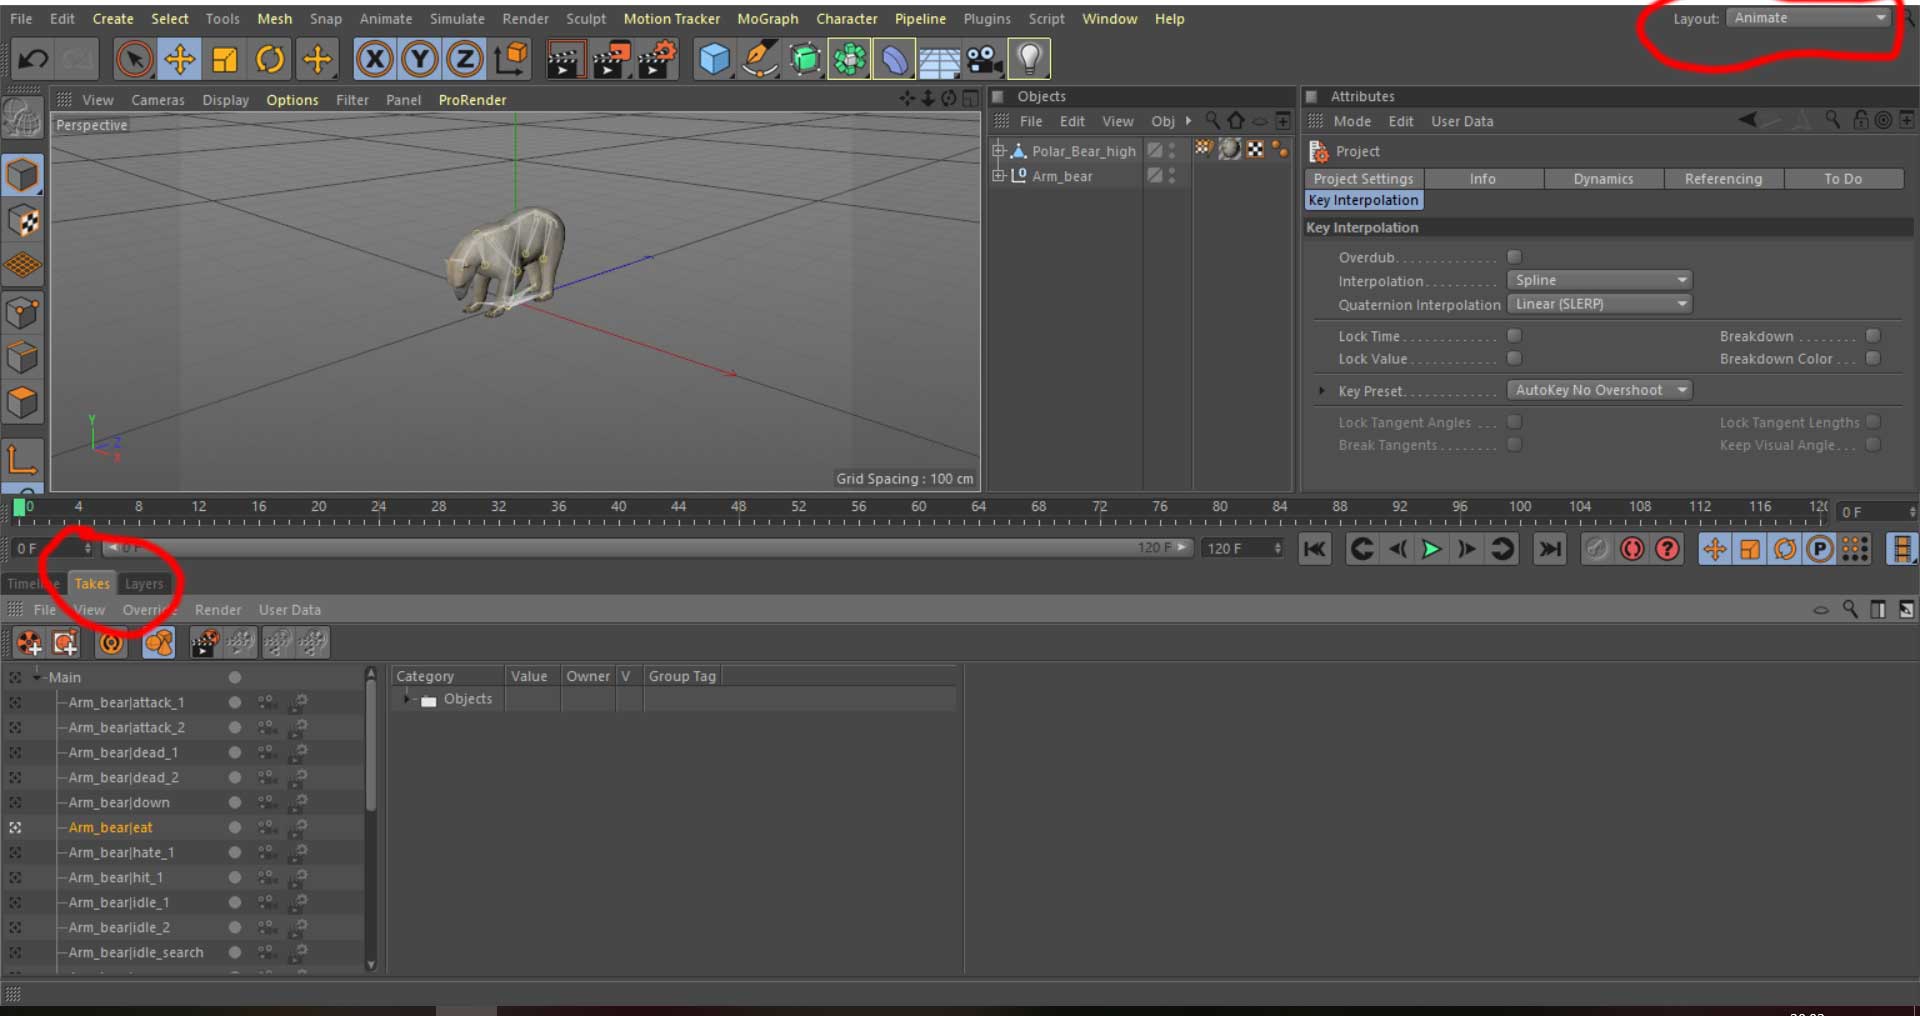 File Edit Create Select Tools Mesh Snap Animate Simulate Render Sculpt Motion Tracker MoGraph Character Pipeline Plugins Script Window Help Layout: Animate
X Y Z
View Cameras Display Options Filter Panel ProRender
Perspective
Y
Z
X
Grid Spacing : 100 cm
Objects
File Edit View Obj
Polar_Bear_high
0 Arm_bear
Attributes
Mode Edit User Data
Project
Project Settings Info Dynamics Referencing To Do
Key Interpolation
Key Interpolation
Overdub
Interpolation Spline
Quaternion Interpolation Linear (SLERP)
Lock Time Breakdown
Lock Value Breakdown Color
Key Preset AutoKey No Overshoot
Lock Tangent Angles Lock Tangent Lengths
Break Tangents Keep Visual Angle
0 4 8 12 16 20 24 28 32 36 40 44 48 52 56 60 64 68 72 76 80 84 88 92 96 100 104 108 112 116 120 0 F
0 F 0 F 120 F 120 F ? P
Timeline Takes Layers
File View Override Render User Data
Main
Arm_bear|attack_1
Arm_bear|attack_2
Arm_bear|dead_1
Arm_bear|dead_2
Arm_bear|down
Arm_bear|eat
Arm_bear|hate_1
Arm_bear|hit_1
Arm_bear|idle_1
Arm_bear|idle_2
Arm_bear|idle_search
Category Value Owner V Group Tag
Objects